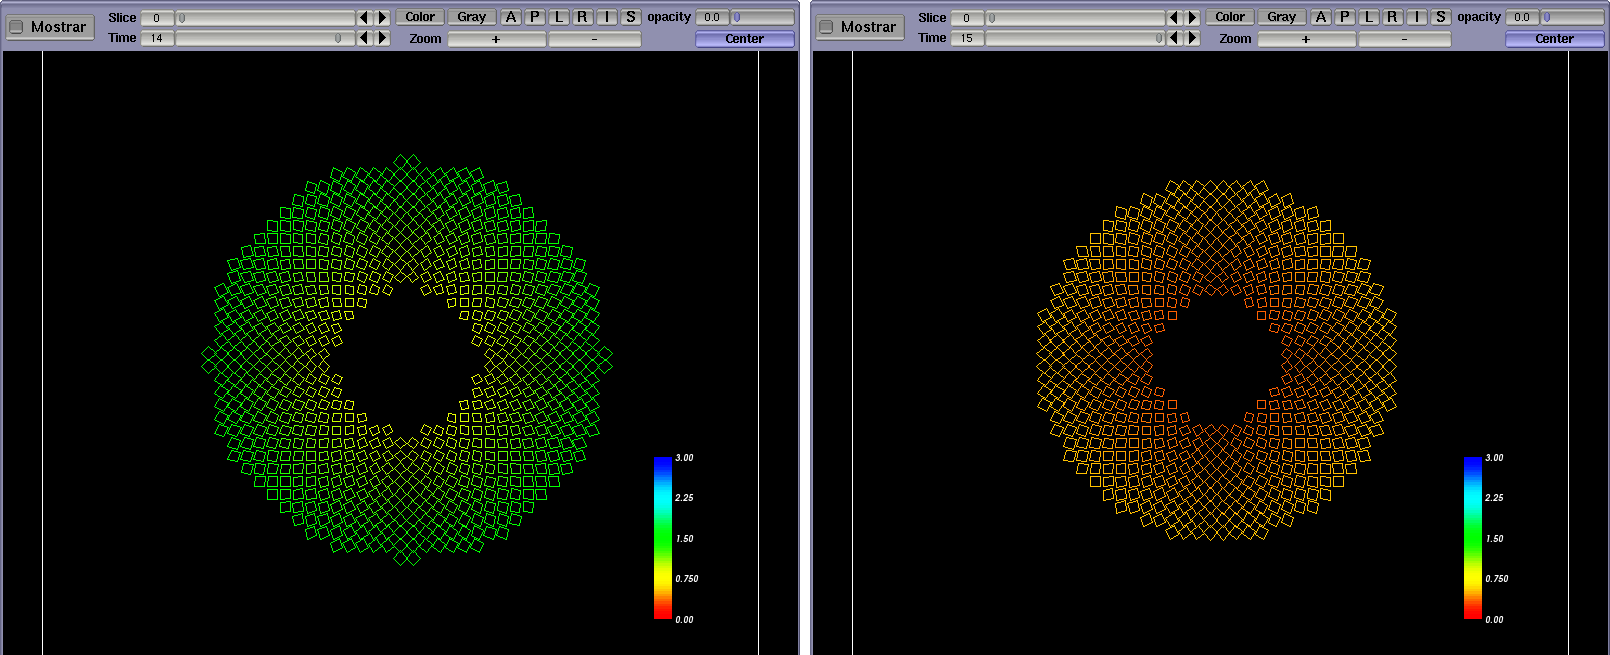 Mostrar Slice 0 Color Gray A P L R I S opacity 0.0
Time 14 Zoom + - Center
3.00
2.25
1.50
0.750
0.00
Mostrar Slice 0 Color Gray A P L R I S opacity 0.0
Time 15 Zoom + - Center
3.00
2.25
1.50
0.750
0.00